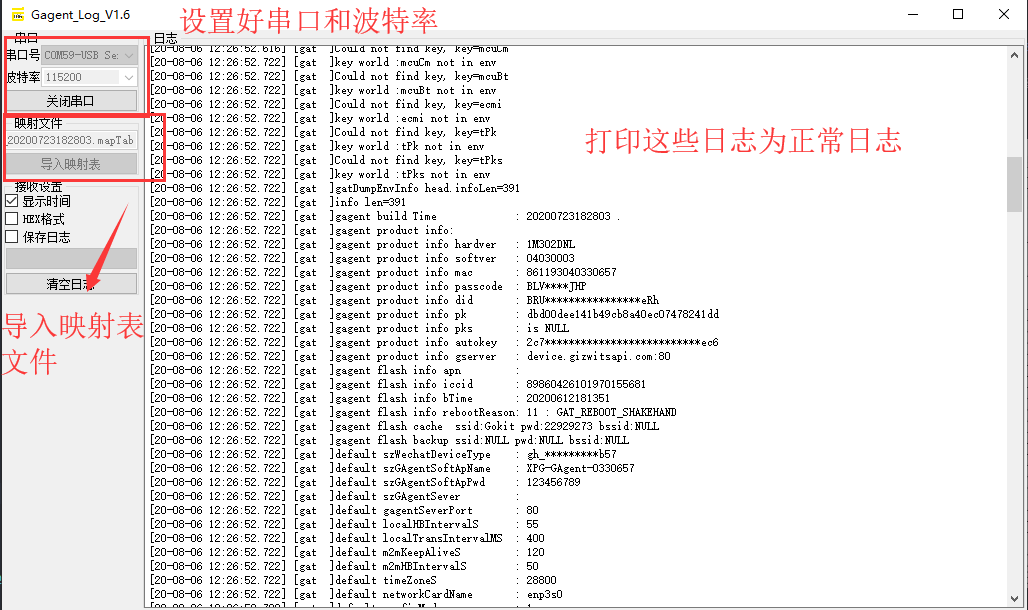 Gagent_Log_V1.6
设置好串口和波特率
串口
日志
串口号 COM59-USB Se:
波特率 115200
关闭串口
映射文件
20200723182803.mapTab
导入映射表
接收设置
显示时间
HEX格式
保存日志
清空日志
导入映射表
文件
打印这些日志为正常日志
[20-08-06 12:26:52.616] [gat ]Could not find key, key=mcuCm
[20-08-06 12:26:52.722] [gat ]key world :mcuCm not in env
[20-08-06 12:26:52.722] [gat ]Could not find key, key=mcuBt
[20-08-06 12:26:52.722] [gat ]key world :mcuBt not in env
[20-08-06 12:26:52.722] [gat ]Could not find key, key=ecmi
[20-08-06 12:26:52.722] [gat ]key world :ecmi not in env
[20-08-06 12:26:52.722] [gat ]Could not find key, key=tPk
[20-08-06 12:26:52.722] [gat ]key world :tPk not in env
[20-08-06 12:26:52.722] [gat ]Could not find key, key=tPks
[20-08-06 12:26:52.722] [gat ]key world :tPks not in env
[20-08-06 12:26:52.722] [gat ]gatDumpEnvInfo head.infoLen=391
[20-08-06 12:26:52.722] [gat ]info len=391
[20-08-06 12:26:52.722] [gat ]gagent build Time : 20200723182803 .
[20-08-06 12:26:52.722] [gat ]gagent product info:
[20-08-06 12:26:52.722] [gat ]gagent product info hardver : 1M302DNL
[20-08-06 12:26:52.722] [gat ]gagent product info softver : 04030003
[20-08-06 12:26:52.722] [gat ]gagent product info mac : 861193040330657
[20-08-06 12:26:52.722] [gat ]gagent product info passcode : BLV****JHP
[20-08-06 12:26:52.722] [gat ]gagent product info did : BRU****************eRh
[20-08-06 12:26:52.722] [gat ]gagent product info pk : dbd00dee141b49cb8a40ec07478241dd
[20-08-06 12:26:52.722] [gat ]gagent product info pks : is NULL
[20-08-06 12:26:52.722] [gat ]gagent product info autokey : 2c7**************************ec6
[20-08-06 12:26:52.722] [gat ]gagent product info gserver : device.gizwitsapi.com:80
[20-08-06 12:26:52.722] [gat ]gagent flash info apn :
[20-08-06 12:26:52.722] [gat ]gagent flash info iccid : 89860426101970155681
[20-08-06 12:26:52.722] [gat ]gagent flash info bTime : 20200612181351
[20-08-06 12:26:52.722] [gat ]gagent flash info rebootReason: 11 : GAT_REBOOT_SHAKEHAND
[20-08-06 12:26:52.722] [gat ]gagent flash cache ssid:Gokit pwd:22929273 bssid:NULL
[20-08-06 12:26:52.722] [gat ]gagent flash backup ssid:NULL pwd:NULL bssid:NULL
[20-08-06 12:26:52.722] [gat ]default szWechatDeviceType : gh_*********b57
[20-08-06 12:26:52.722] [gat ]default szGAgentSoftApName : XPG-GAgent-0330657
[20-08-06 12:26:52.722] [gat ]default szGAgentSoftApPwd : 123456789
[20-08-06 12:26:52.722] [gat ]default szGAgentSever :
[20-08-06 12:26:52.722] [gat ]default gagentSeverPort : 80
[20-08-06 12:26:52.722] [gat ]default localHBIntervalS : 55
[20-08-06 12:26:52.722] [gat ]default localTransIntervalMS : 400
[20-08-06 12:26:52.722] [gat ]default m2mKeepAliveS : 120
[20-08-06 12:26:52.722] [gat ]default m2mHBIntervalS : 50
[20-08-06 12:26:52.722] [gat ]default timeZoneS : 28800
[20-08-06 12:26:52.722] [gat ]default networkCardName : enp3s0